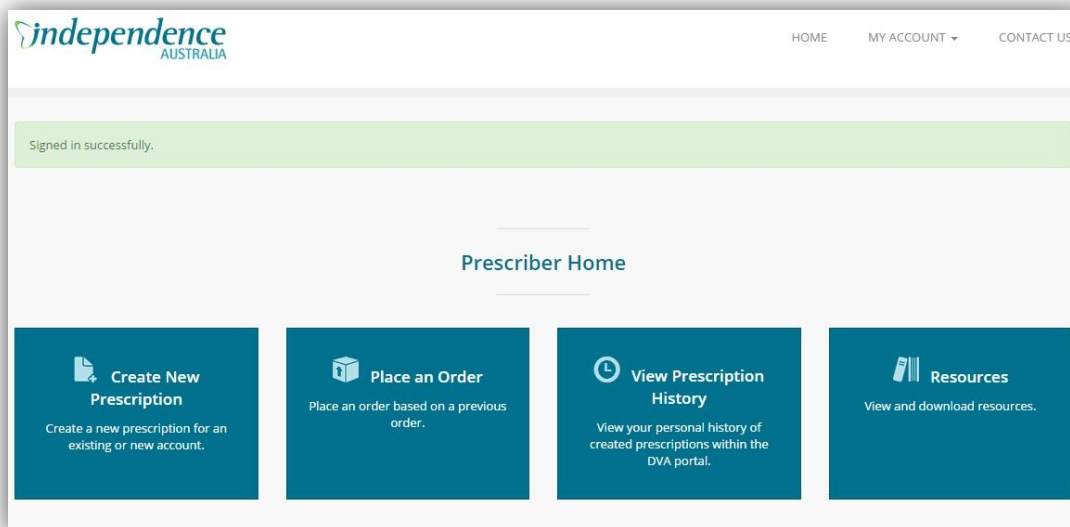 independence
AUSTRALIA
HOME MY ACCOUNT CONTACT US
Signed in successfully.
Prescriber Home
Create New
Prescription
Create a new prescription for an
existing or new account.
Place an Order
Place an order based on a previous
order.
View Prescription
History
View your personal history of
created prescriptions within the
DVA portal.
Resources
View and download resources.